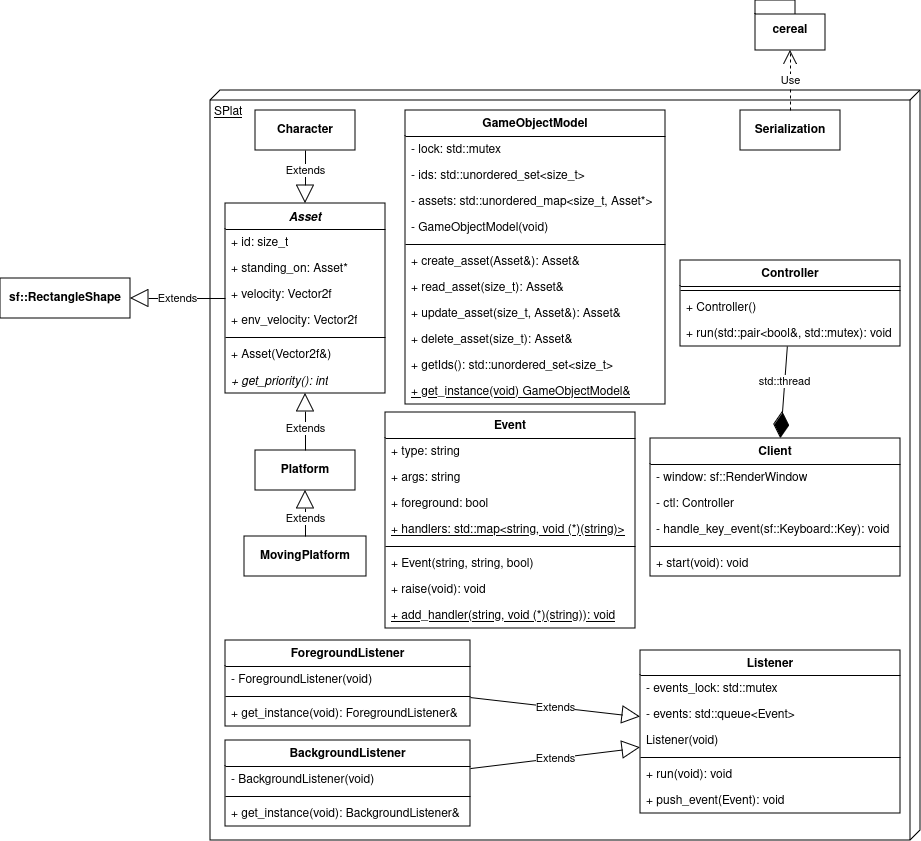 cereal
Use
SPlat
Character
Extends
Asset
+ id: size_t
+ standing_on: Asset*
+ velocity: Vector2f
+ env_velocity: Vector2f
+ Asset(Vector2f&)
+ get_priority(): int
sf::RectangleShape
Extends
Extends
Platform
Extends
MovingPlatform
GameObjectModel
- lock: std::mutex
- ids: std::unordered_set<size_t>
- assets: std::unordered_map<size_t, Asset*>
- GameObjectModel(void)
+ create_asset(Asset&): Asset&
+ read_asset(size_t): Asset&
+ update_asset(size_t, Asset&): Asset&
+ delete_asset(size_t): Asset&
+ getIds(): std::unordered_set<size_t>
+ get_instance(void) GameObjectModel&
Serialization
Controller
+ Controller()
+ run(std::pair<bool&, std::mutex): void
std::thread
Client
- window: sf::RenderWindow
- ctl: Controller
- handle_key_event(sf::Keyboard::Key): void
+ start(void): void
Event
+ type: string
+ args: string
+ foreground: bool
+ handlers: std::map<string, void (*)(string)>
+ Event(string, string, bool)
+ raise(void): void
+ add_handler(string, void (*)(string)): void
ForegroundListener
- ForegroundListener(void)
+ get_instance(void): ForegroundListener&
Extends
BackgroundListener
- BackgroundListener(void)
+ get_instance(void): BackgroundListener&
Extends
Listener
- events_lock: std::mutex
- events: std::queue<Event>
Listener(void)
+ run(void): void
+ push_event(Event): void